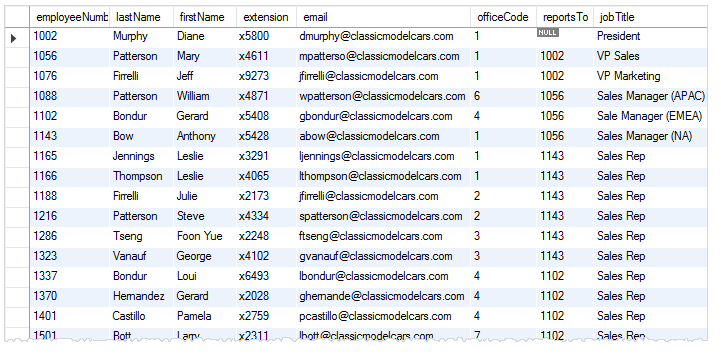 employeeNumb lastName firstName extension email officeCode reportsTo jobTitle
1002 Murphy Diane x5800 dmurphy@classicmodelcars.com 1 NULL President
1056 Patterson Mary x4611 mpatterso@classicmodelcars.com 1 1002 VP Sales
1076 Firrelli Jeff x9273 jfirrelli@classicmodelcars.com 1 1002 VP Marketing
1088 Patterson William x4871 wpatterson@classicmodelcars.com 6 1056 Sales Manager (APAC)
1102 Bondur Gerard x5408 gbondur@classicmodelcars.com 4 1056 Sale Manager (EMEA)
1143 Bow Anthony x5428 abow@classicmodelcars.com 1 1056 Sales Manager (NA)
1165 Jennings Leslie x3291 ljennings@classicmodelcars.com 1 1143 Sales Rep
1166 Thompson Leslie x4065 lthompson@classicmodelcars.com 1 1143 Sales Rep
1188 Firrelli Julie x2173 jfirrelli@classicmodelcars.com 2 1143 Sales Rep
1216 Patterson Steve x4334 spatterson@classicmodelcars.com 2 1143 Sales Rep
1286 Tseng Foon Yue x2248 ftseng@classicmodelcars.com 3 1143 Sales Rep
1323 Vanauf George x4102 gvanauf@classicmodelcars.com 3 1143 Sales Rep
1337 Bondur Loui x6493 lbondur@classicmodelcars.com 4 1102 Sales Rep
1370 Hernandez Gerard x2028 ghernande@classicmodelcars.com 4 1102 Sales Rep
1401 Castillo Pamela x2759 pcastillo@classicmodelcars.com 4 1102 Sales Rep
1501 Bott Larry x2311 lbott@classicmodelcars.com 7 1102 Sales Rep